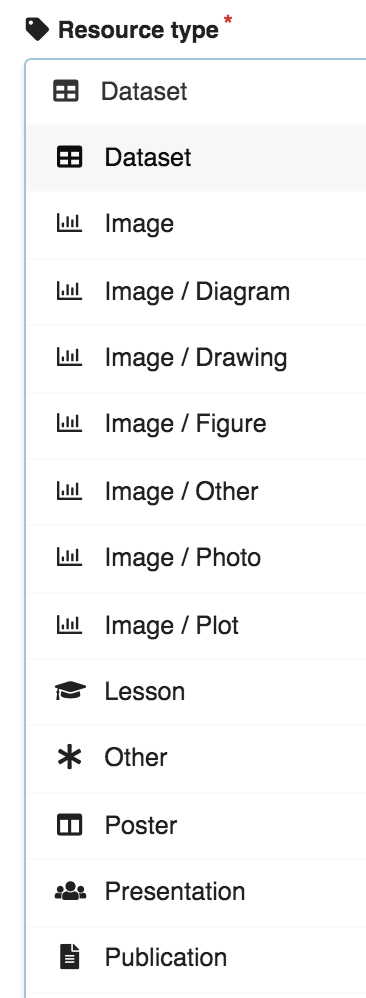 Resource type *
Dataset
Dataset
Image
Image / Diagram
Image / Drawing
Image / Figure
Image / Other
Image / Photo
Image / Plot
Lesson
Other
Poster
Presentation
Publication